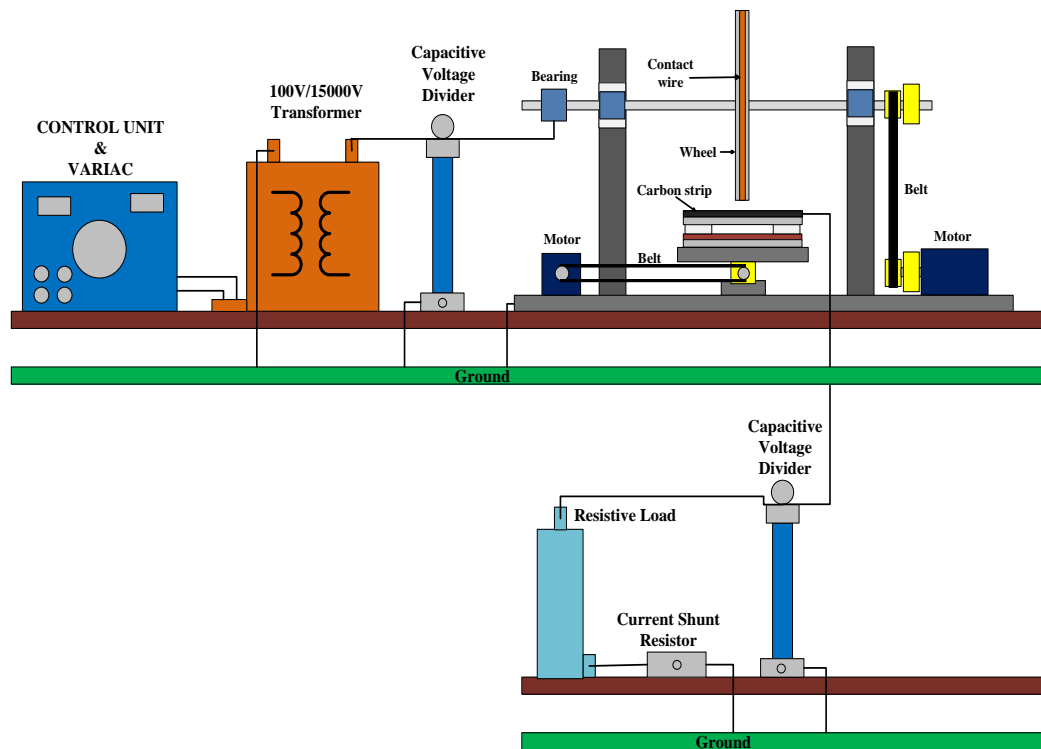 CONTROL UNIT
&
VARIAC
100V/15000V
Transformer
Capacitive
Voltage
Divider
Bearing
Contact
wire
Wheel
Carbon strip
Motor
Belt
Belt
Motor
Ground
Capacitive
Voltage
Divider
Resistive Load
Current Shunt
Resistor
Ground